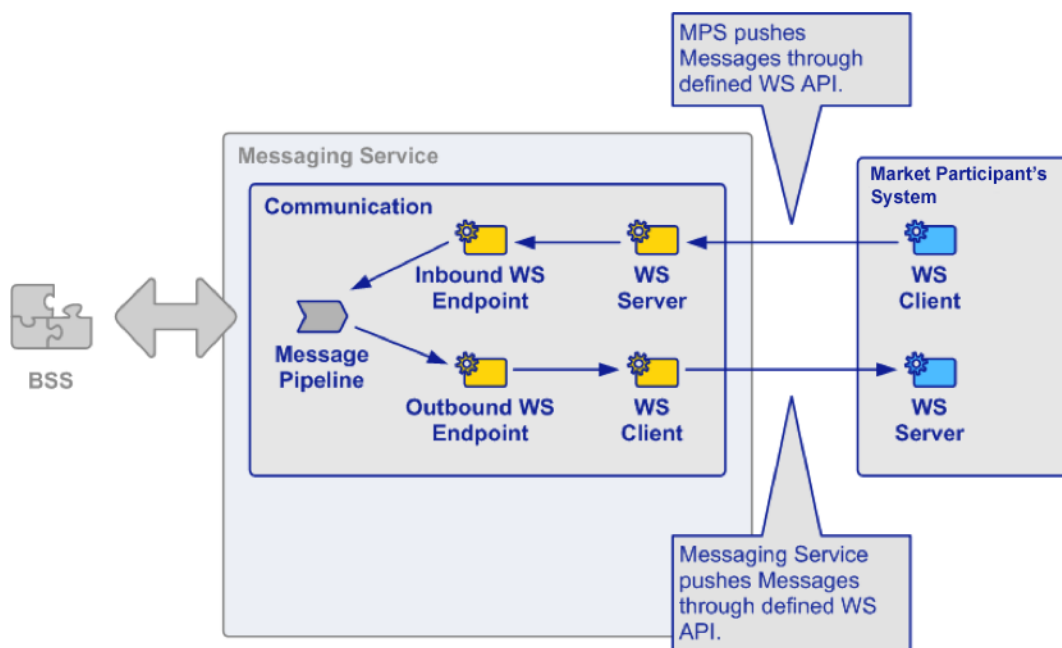 MPS pushes
Messages through
defined WS API.
Messaging Service
Market Participant's
System
Communication
Inbound WS
Endpoint
WS
Server
WS
Client
Message
Pipeline
BSS
Outbound WS
Endpoint
WS
Client
WS
Server
Messaging Service
pushes Messages
through defined WS
API.